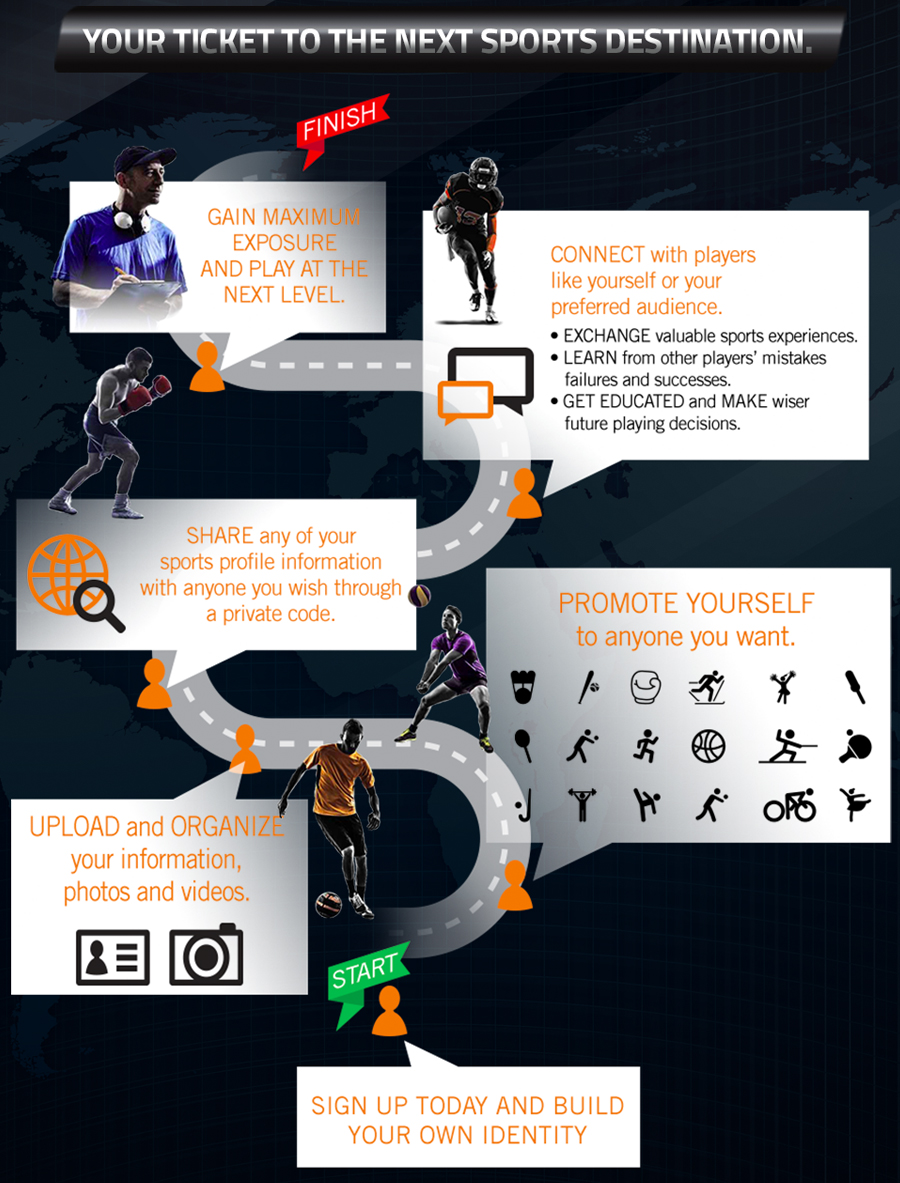 YOUR TICKET TO THE NEXT SPORTS DESTINATION.
FINISH
GAIN MAXIMUM
EXPOSURE
AND PLAY AT THE
NEXT LEVEL.
CONNECT with players
like yourself or your
preferred audience.
• EXCHANGE valuable sports experiences.
• LEARN from other players' mistakes
failures and successes.
• GET EDUCATED and MAKE wiser
future playing decisions.
SHARE any of your
sports profile information
with anyone you wish through
a private code.
PROMOTE YOURSELF
to anyone you want.
UPLOAD and ORGANIZE
your information,
photos and videos.
START
SIGN UP TODAY AND BUILD
YOUR OWN IDENTITY